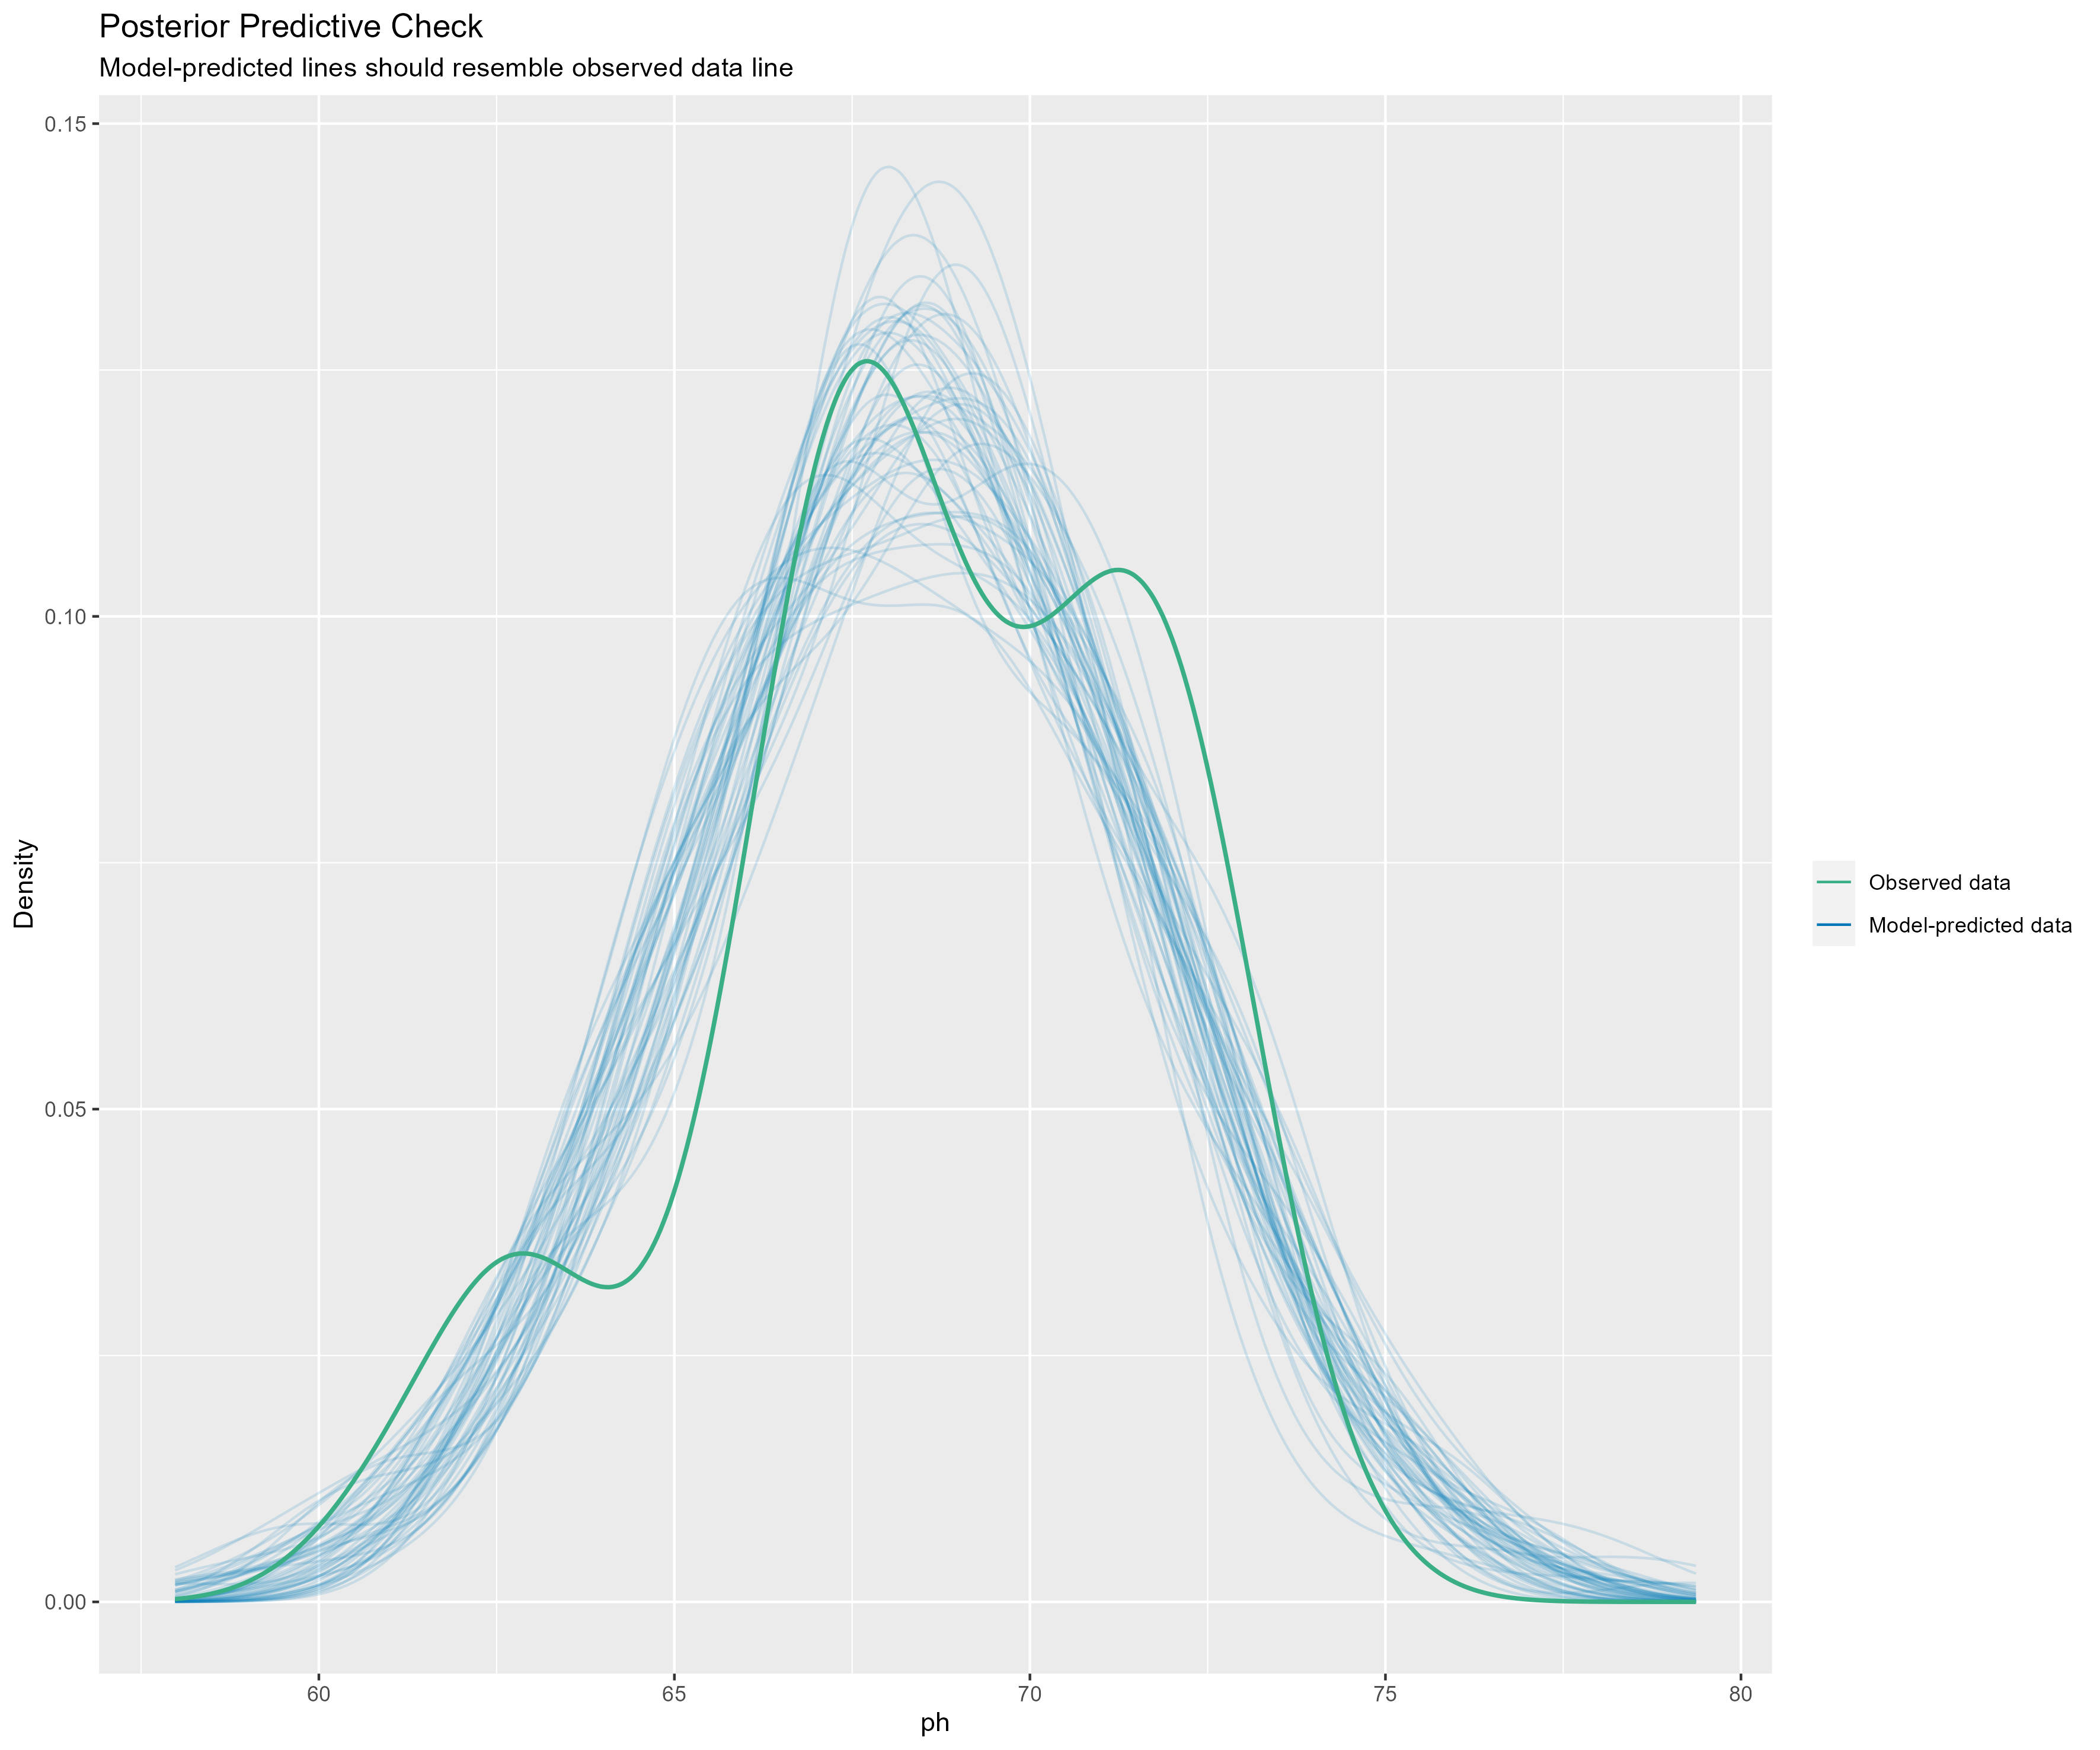 Posterior Predictive Check
Model-predicted lines should resemble observed data line
0.15
0.10
0.05
0.00
Density
60
65
70
75
80
ph
Observed data
Model-predicted data